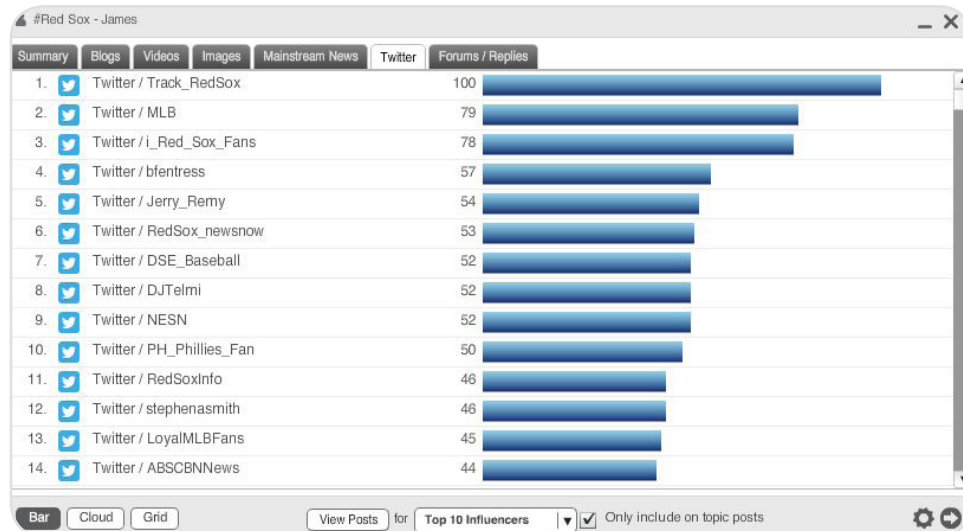 #Red Sox - James
Summary Blogs Videos Images Mainstream News Twitter Forums / Replies
1. Twitter / Track_RedSox 100
2. Twitter / MLB 79
3. Twitter / i_Red_Sox_Fans 78
4. Twitter / bfentress 57
5. Twitter / Jerry_Remy 54
6. Twitter / RedSox_newsnow 53
7. Twitter / DSE_Baseball 52
8. Twitter / DJTelmi 52
9. Twitter / NESN 52
10. Twitter / PH_Phillies_Fan 50
11. Twitter / RedSoxInfo 46
12. Twitter / stephenasmith 46
13. Twitter / LoyalMLBFans 45
14. Twitter / ABSCBNNews 44
Bar Cloud Grid View Posts for Top 10 Influencers Only include on topic posts